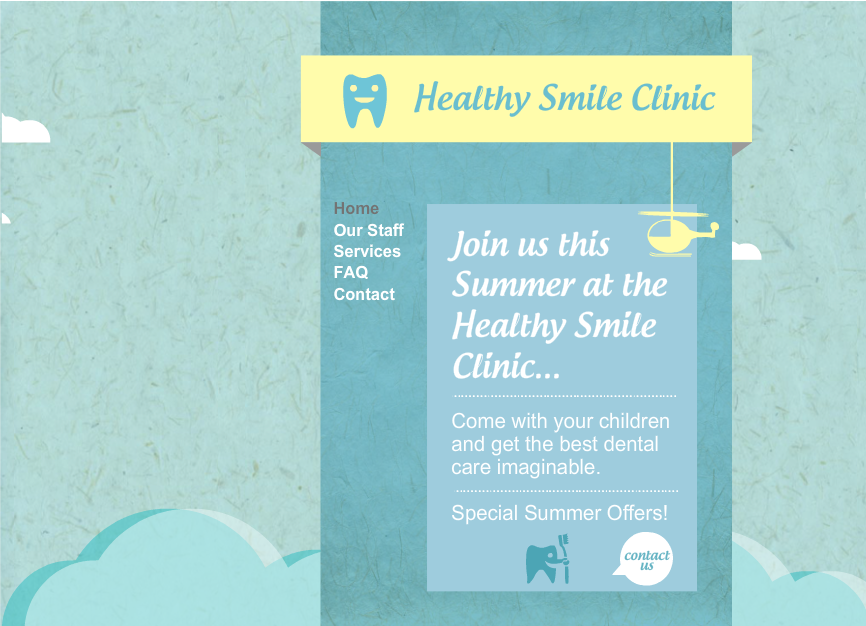 Healthy Smile Clinic
Home
Our Staff
Services
FAQ
Contact
Join us this
Summer at the
Healthy Smile
Clinic...
Come with your children
and get the best dental
care imaginable.
Special Summer Offers!
contact
us